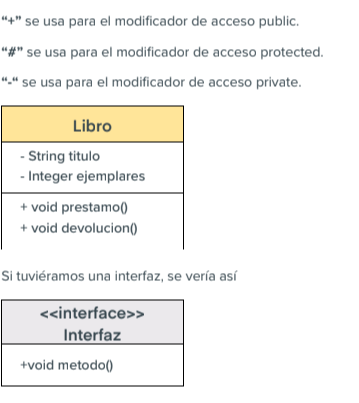 “+” se usa para el modificador de acceso public.
“#” se usa para el modificador de acceso protected.
“-“ se usa para el modificador de acceso private.
Libro
- String titulo
- Integer ejemplares
+ void prestamo()
+ void devolucion()
Si tuviéramos una interfaz, se vería así
<<interface>>
Interfaz
+void metodo()